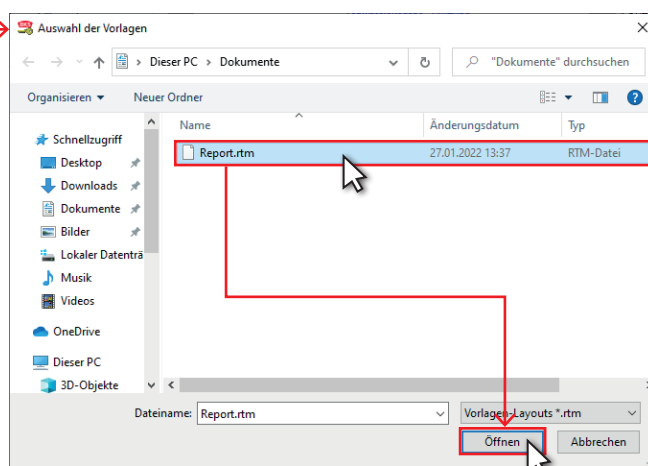 Auswahl der Vorlagen
Dieser PC > Dokumente
"Dokumente" durchsuchen
Organisieren
Neuer Ordner
Name
Änderungsdatum
Typ
Schnellzugriff
Desktop
Downloads
Dokumente
Bilder
Lokaler Datenträ
Musik
Videos
OneDrive
Dieser PC
3D-Objekte
Report.rtm
27.01.2022 13:37
RTM-Datei
Dateiname:
Report.rtm
Vorlagen-Layouts *.rtm
Öffnen
Abbrechen